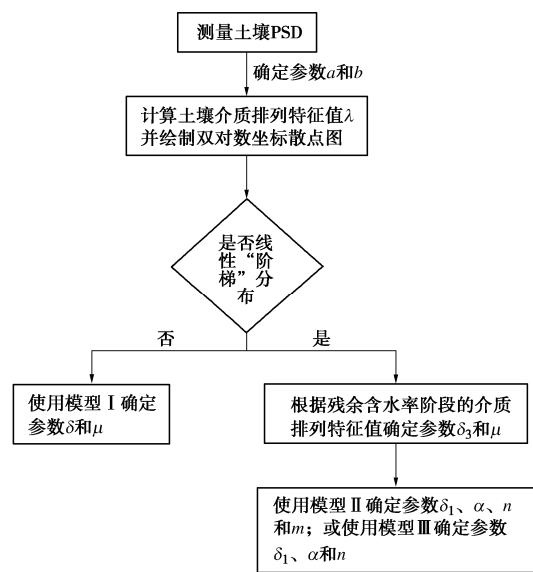 测量土壤PSD
确定参数a和b
计算土壤介质排列特征值λ
并绘制双对数坐标散点图
是否线
性“阶
梯”分
布
否
是
使用模型Ⅰ确定
参数δ和μ
根据残余含水率阶段的介质
排列特征值确定参数δ₃和μ
使用模型Ⅱ确定参数δ₁、α、n
和m；或使用模型Ⅲ确定参数
δ₁、α和n